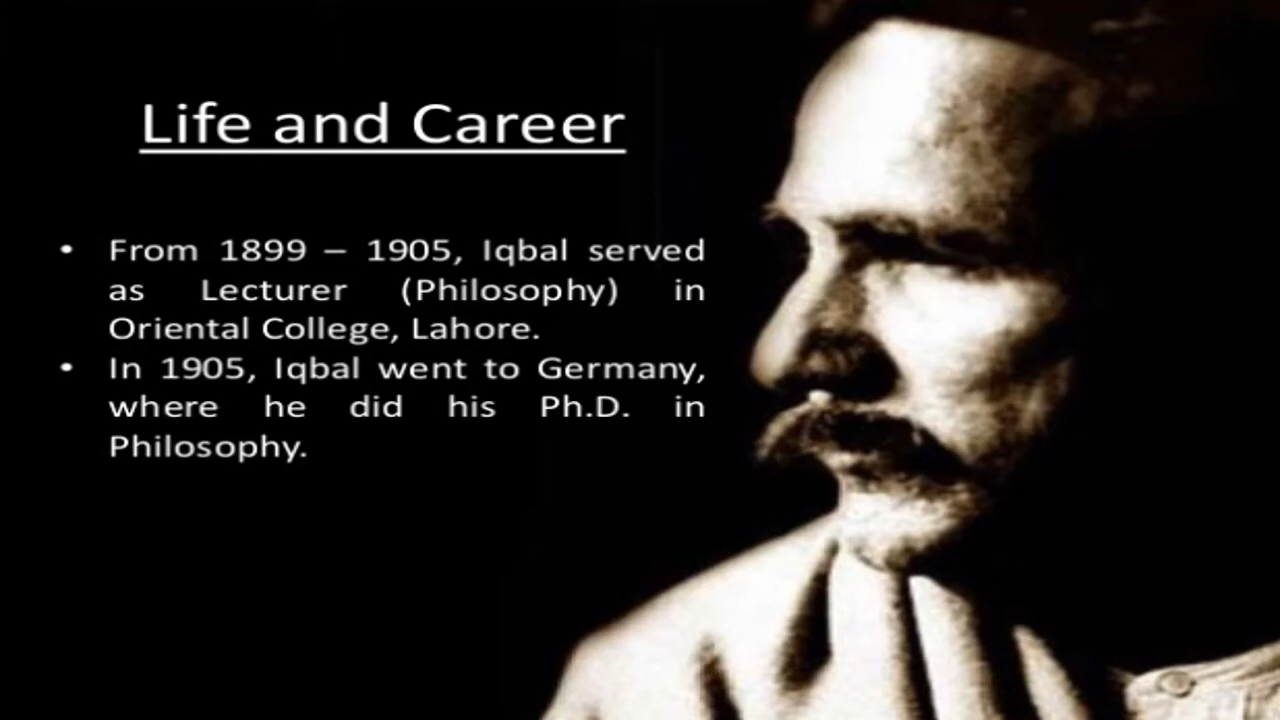 Life and Career
• From 1899 – 1905, Iqbal served
as Lecturer (Philosophy) in
Oriental College, Lahore.
• In 1905, Iqbal went to Germany,
where he did his Ph.D. in
Philosophy.